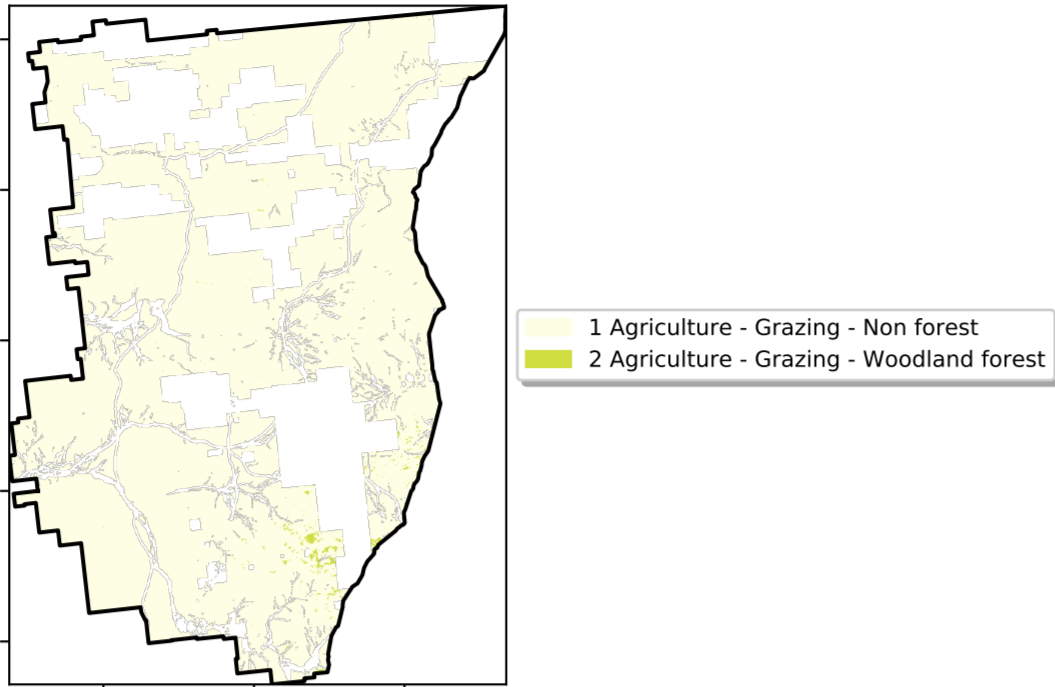 1 Agriculture - Grazing - Non forest
2 Agriculture - Grazing - Woodland forest